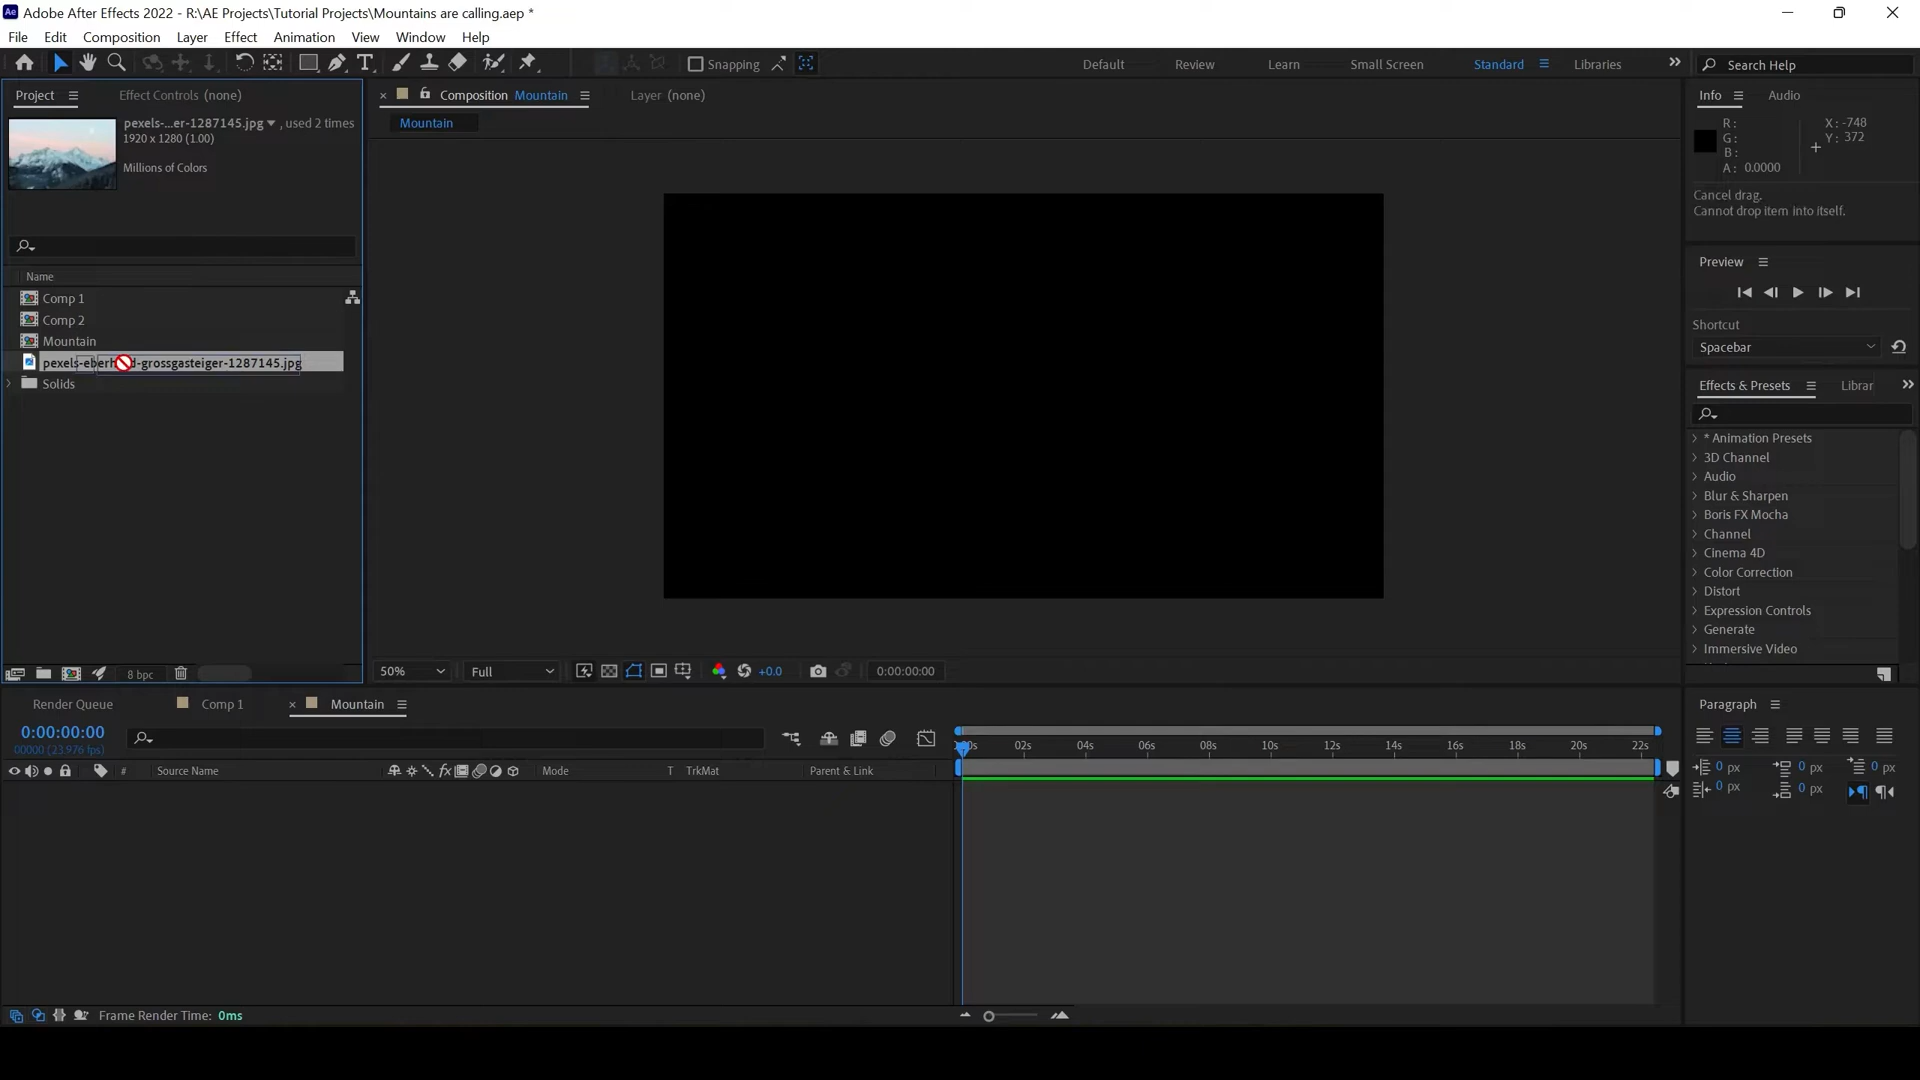 Adobe After Effects 2022 - R:\AE Projects\Tutorial Projects\Mountains are calling.aep *
File Edit Composition Layer Effect Animation View Window Help
Snapping
Default Review Learn Small Screen Standard Libraries
Search Help
Project
Effect Controls (none)
pexels-...er-1287145.jpg , used 2 times
1920 x 1280 (1.00)
Millions of Colors
Name
Comp 1
Comp 2
Mountain
Solids
8 bpc
Composition Mountain
Layer (none)
Mountain
50%
Full
+0.0
0:00:00:00
Info
Audio
R:
G:
B:
A: 0.0000
X: -748
Y: 372
Cancel drag.
Cannot drop item into itself.
Preview
Shortcut
Spacebar
Effects & Presets
Librar
* Animation Presets
3D Channel
Audio
Blur & Sharpen
Boris FX Mocha
Channel
Cinema 4D
Color Correction
Distort
Expression Controls
Generate
Immersive Video
Render Queue
Comp 1
Mountain
0:00:00:00
00000 (23.976 fps)
# Source Name
Mode T TrkMat Parent & Link
02s 04s 06s 08s 10s 12s 14s 16s 18s 20s 22s
Paragraph
0 px 0 px 0 px
0 px 0 px
Frame Render Time: 0ms